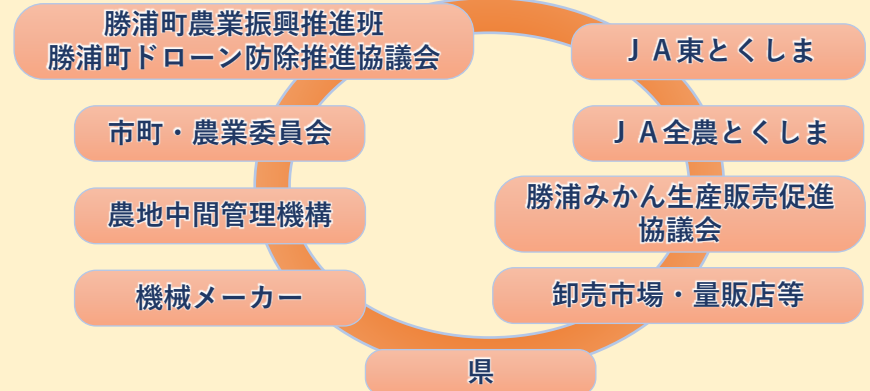 勝浦町農業振興推進班
勝浦町ドローン防除推進協議会
市町・農業委員会
農地中間管理機構
機械メーカー
ＪＡ東とくしま
ＪＡ全農とくしま
勝浦みかん生産販売促進
協議会
卸売市場・量販店等
県